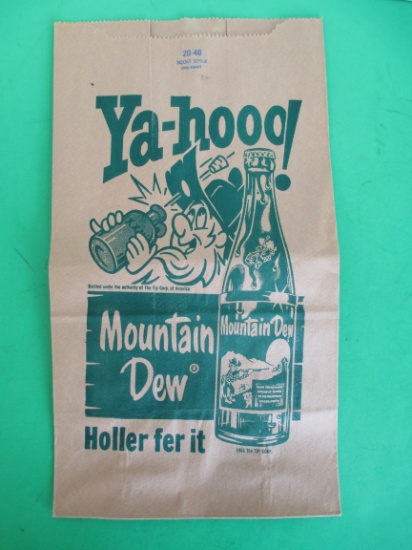 20-40
Ya-hooo!
Bottled under the authority of The Tip Corp. of America
Mountain
Dew®
Mountain Dew
Holler fer it